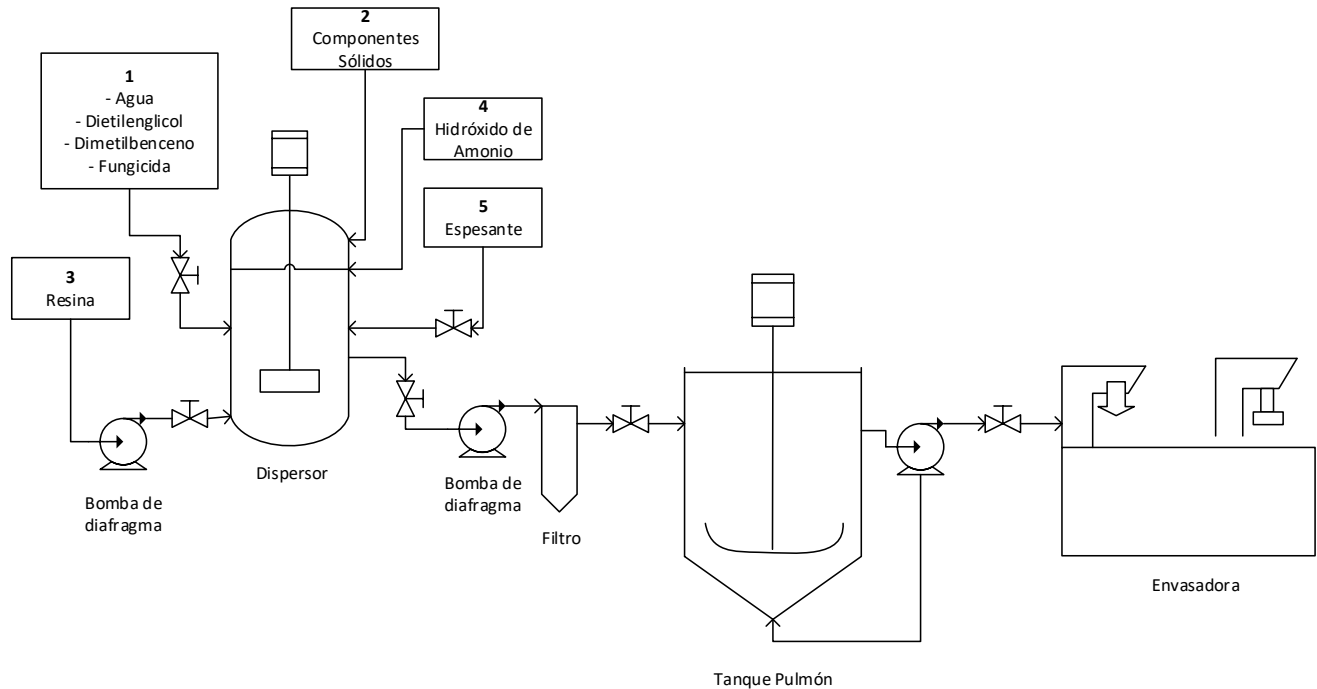 1
- Agua
- Dietilenglicol
- Dimetilbenceno
- Fungicida
2
Componentes
Sólidos
4
Hidróxido de
Amonio
5
Espesante
3
Resina
Bomba de
diafragma
Dispersor
Bomba de
diafragma
Filtro
Tanque Pulmón
Envasadora